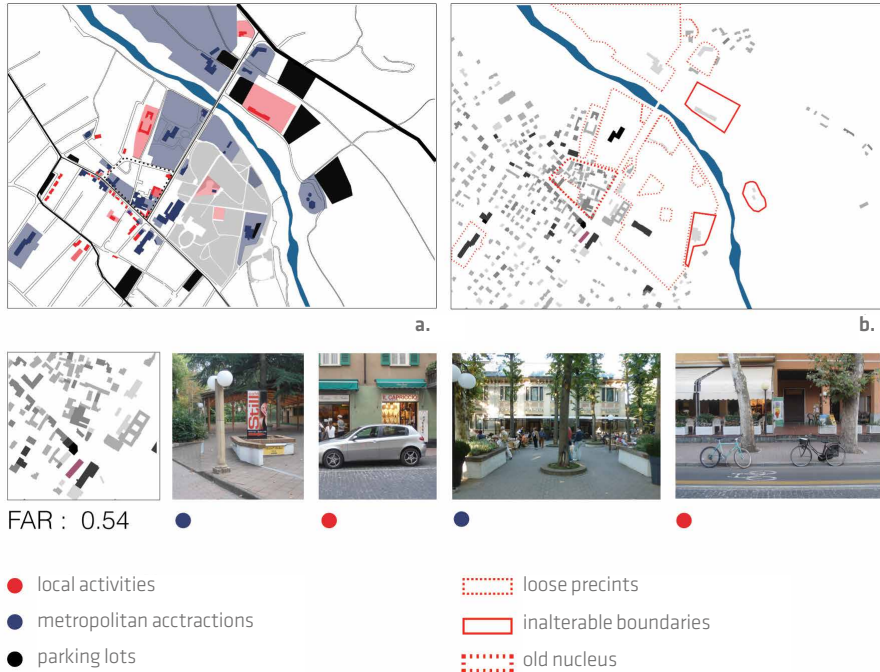 a.
b.
FAR : 0.54
local activities
loose precints
metropolitan acctractions
inalterable boundaries
parking lots
old nucleus